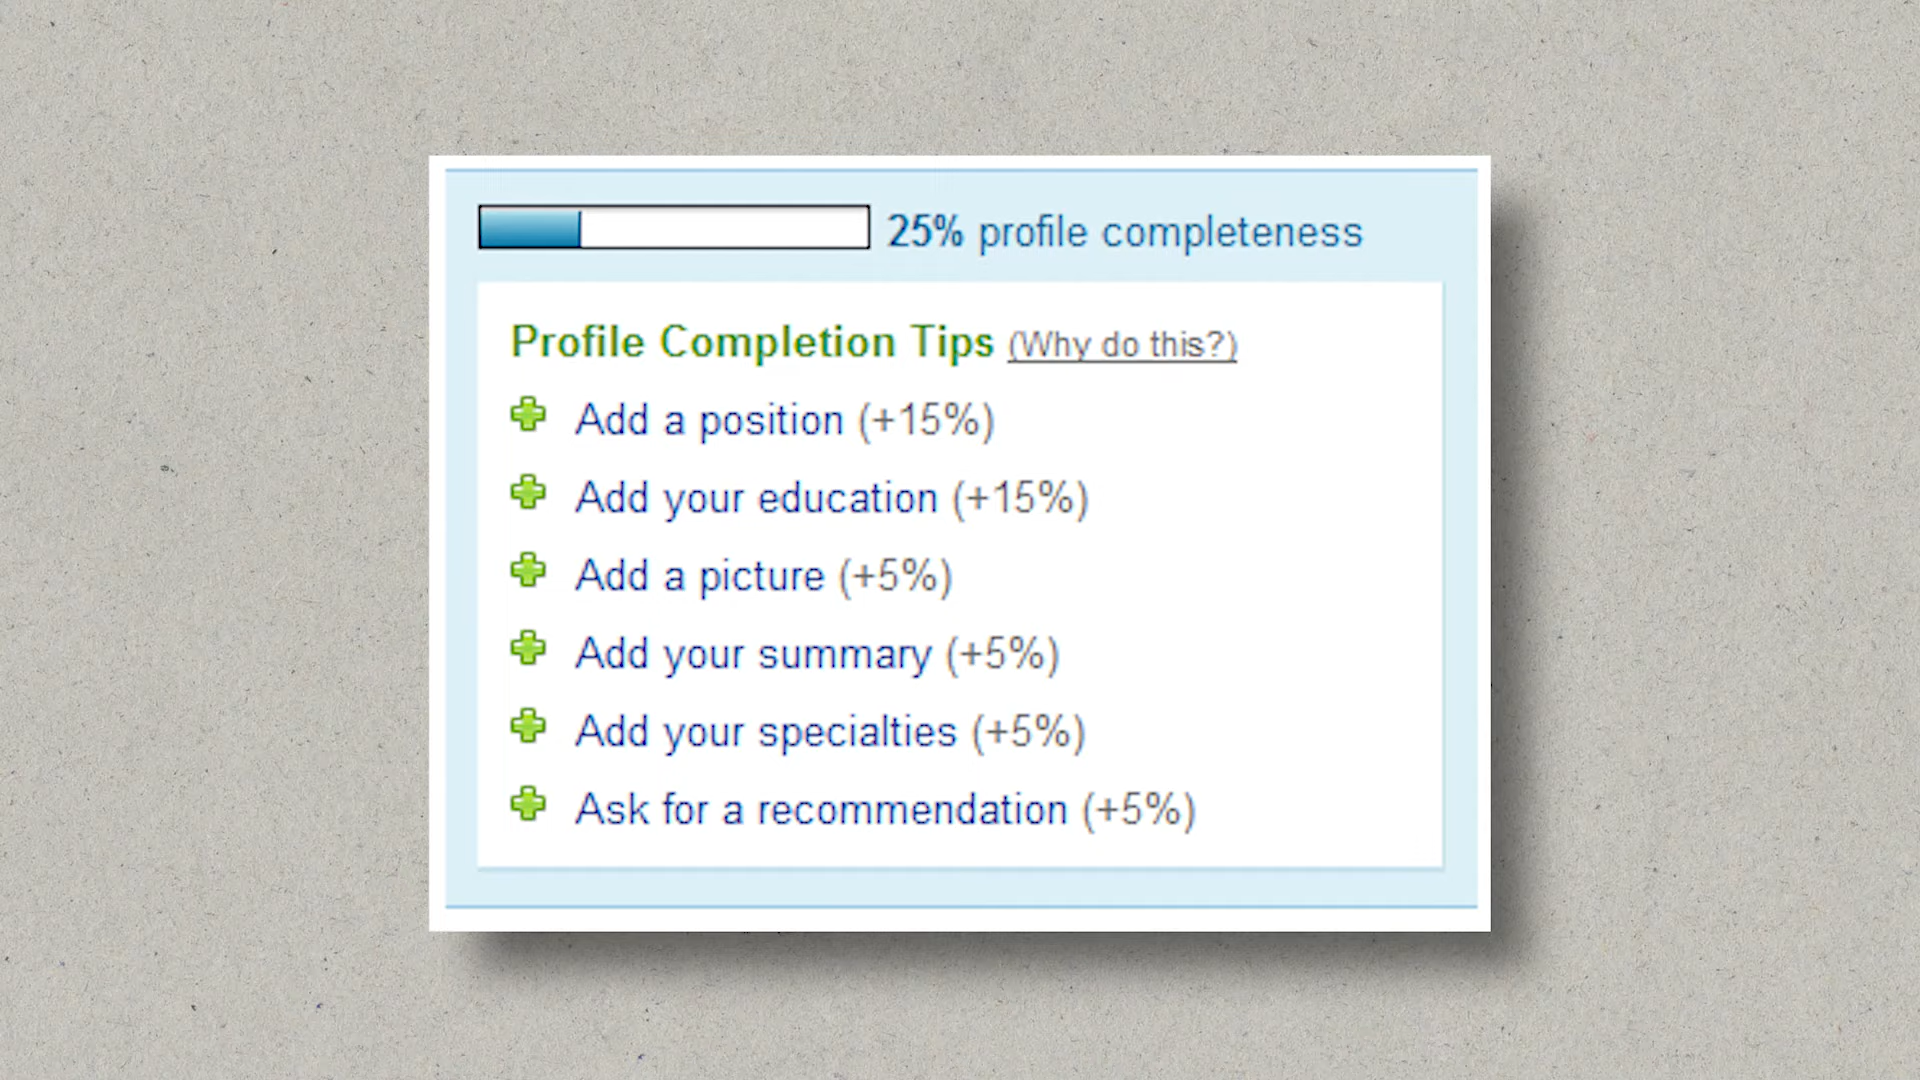 25% profile completeness
Profile Completion Tips (Why do this?)
Add a position (+15%)
Add your education (+15%)
Add a picture (+5%)
Add your summary (+5%)
Add your specialties (+5%)
Ask for a recommendation (+5%)